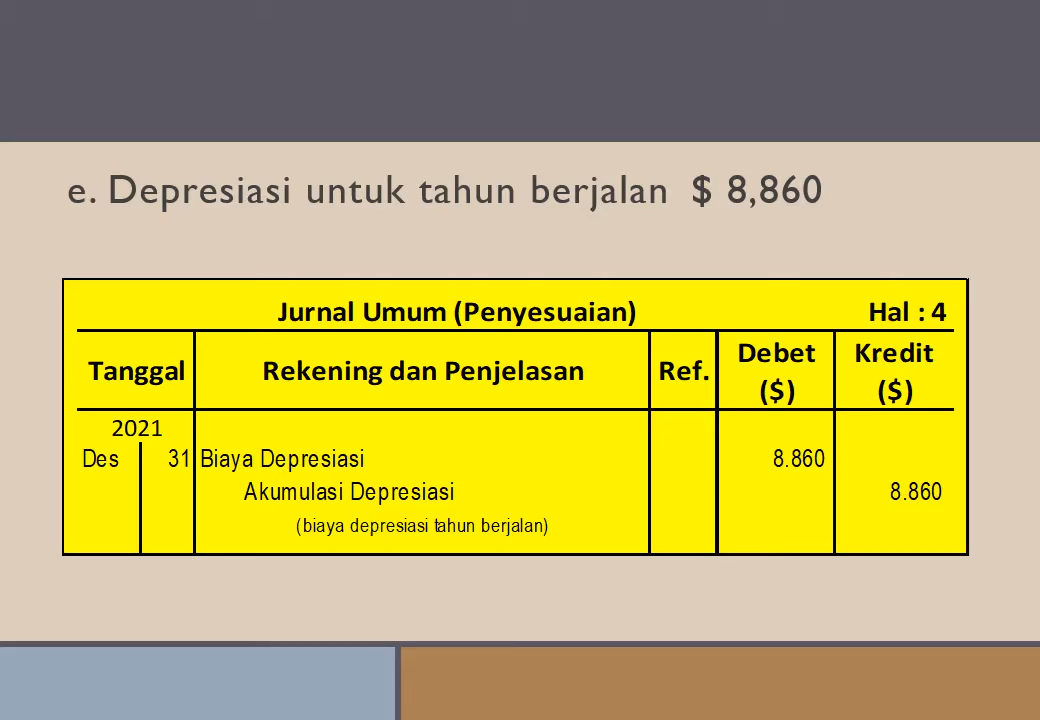 e. Depresiasi untuk tahun berjalan $ 8,860
Jurnal Umum (Penyesuaian) Hal : 4
Tanggal Rekening dan Penjelasan Ref. Debet ($) Kredit ($)
2021
Des 31 Biaya Depresiasi 8.860
Akumulasi Depresiasi 8.860
(biaya depresiasi tahun berjalan)